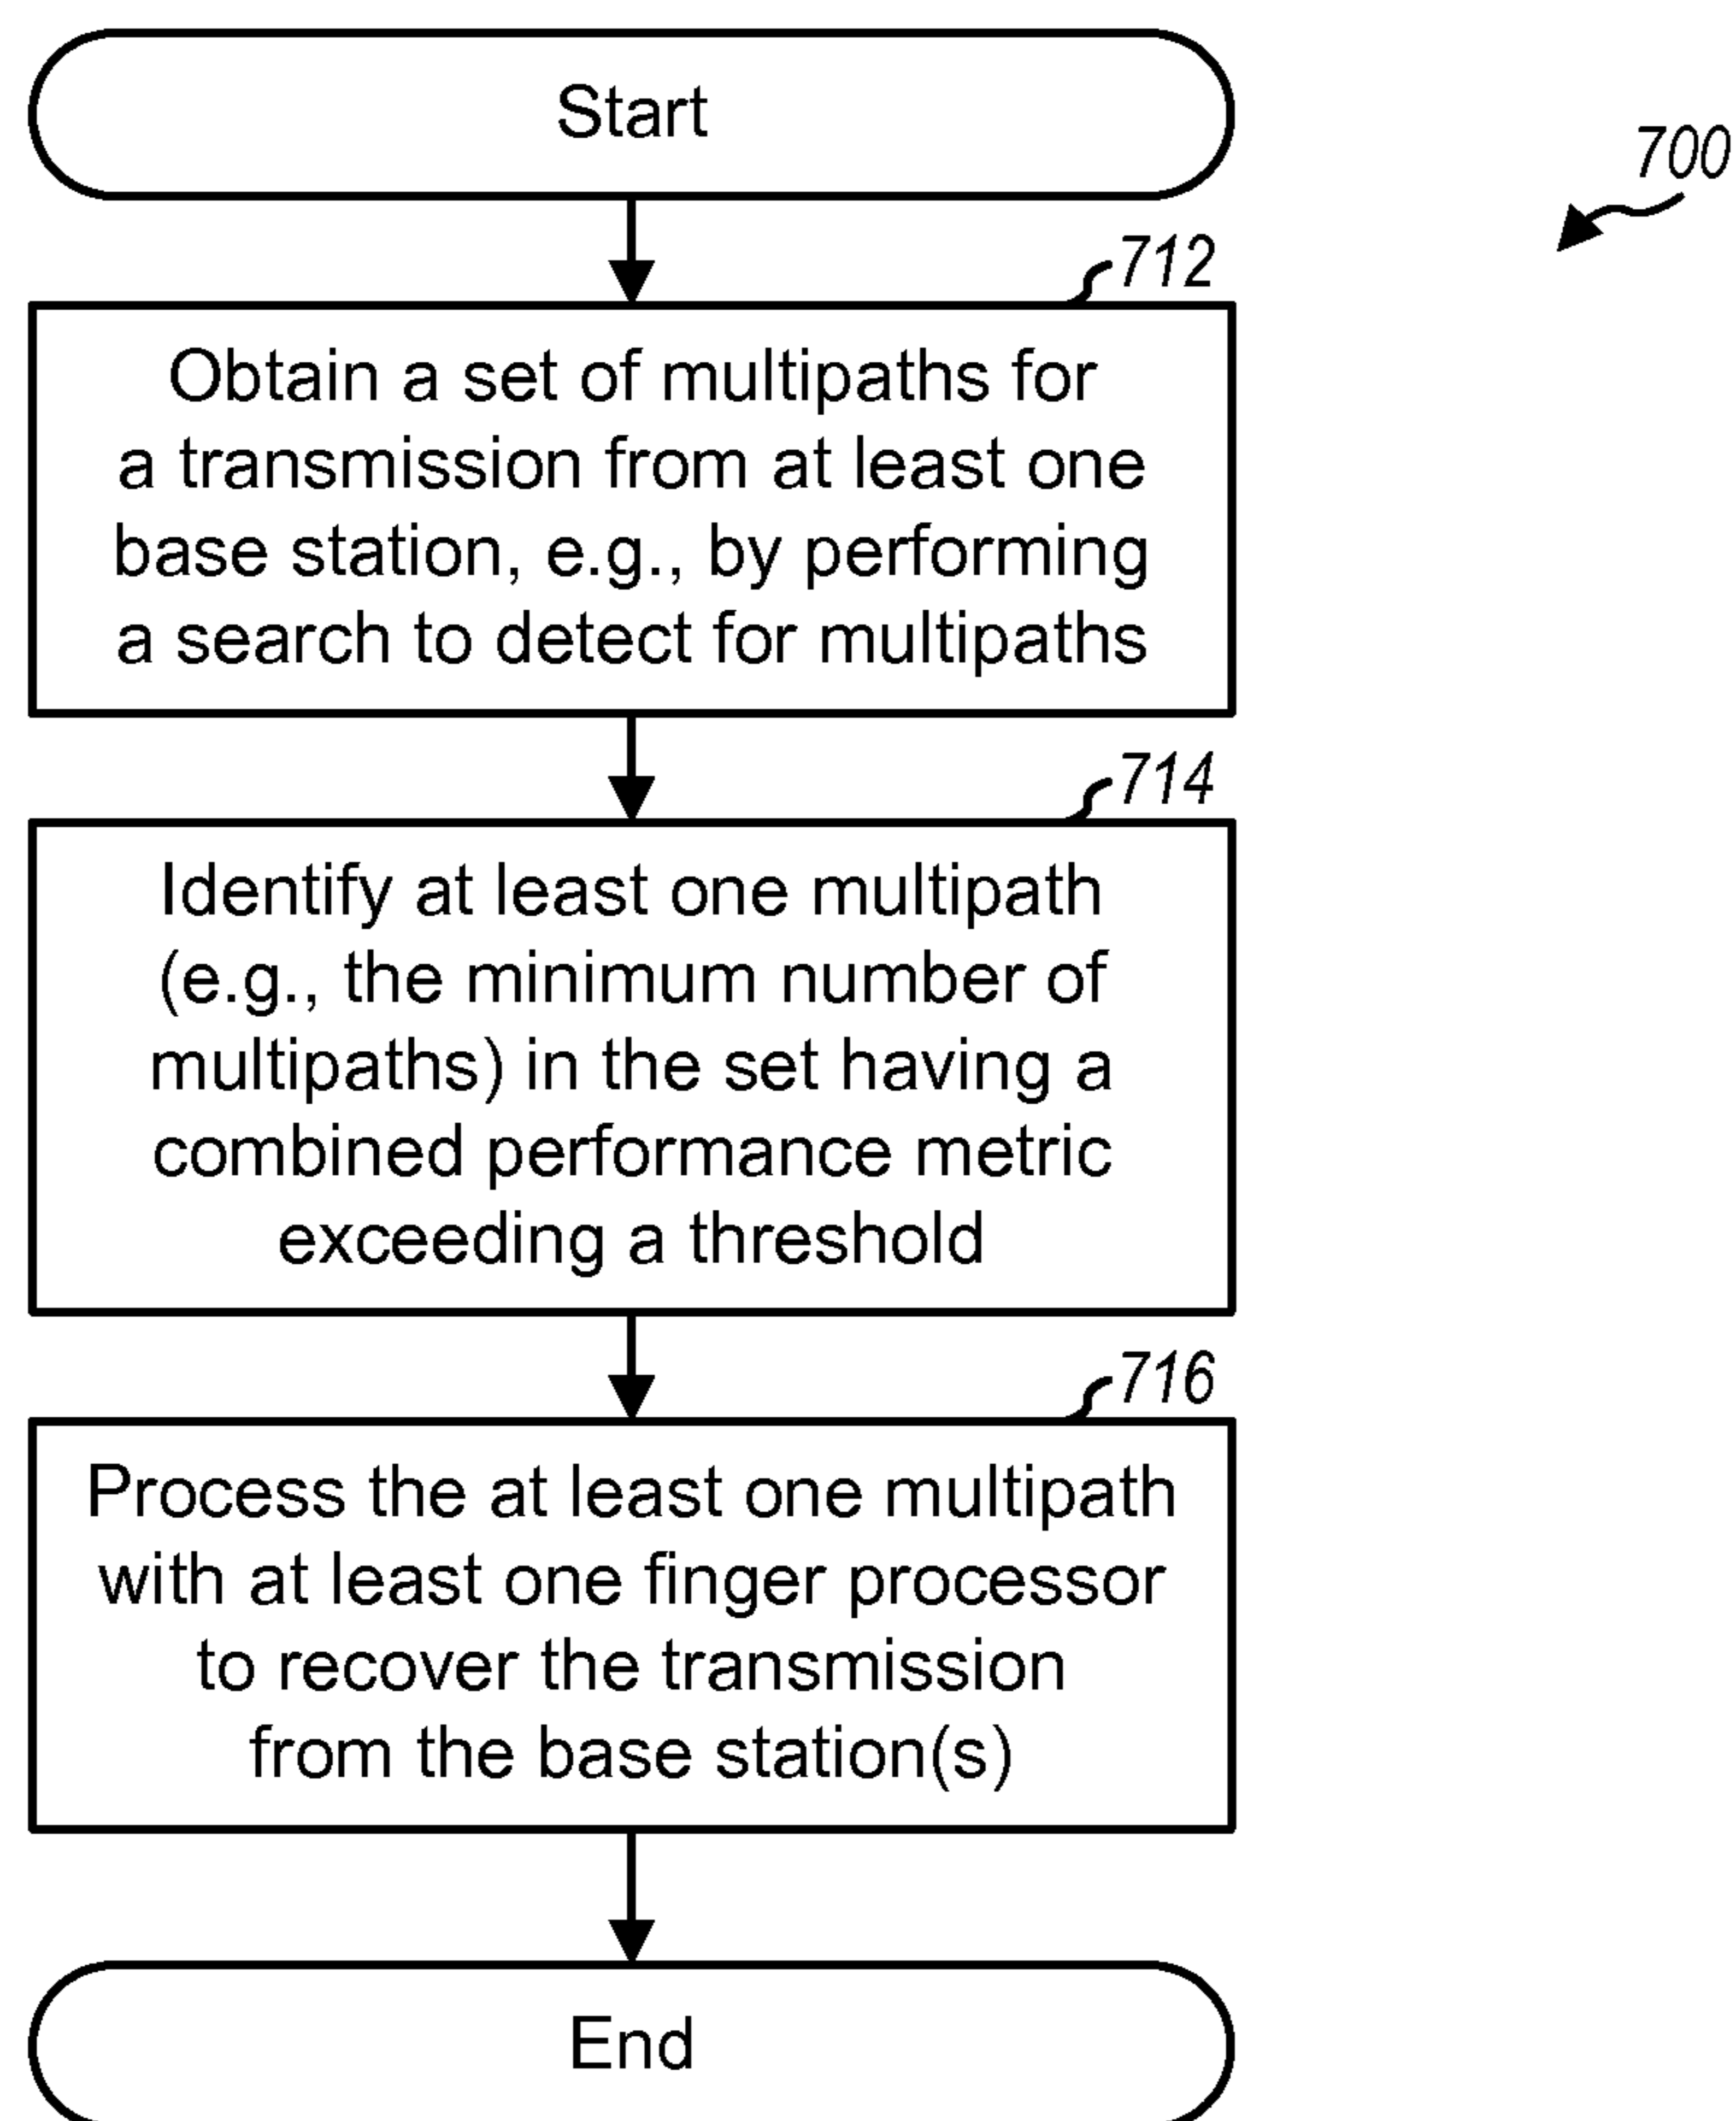 Start
700
712
Obtain a set of multipaths for
a transmission from at least one
base station, e.g., by performing
a search to detect for multipaths
714
Identify at least one multipath
(e.g., the minimum number of
multipaths) in the set having a
combined performance metric
exceeding a threshold
716
Process the at least one multipath
with at least one finger processor
to recover the transmission
from the base station(s)
End